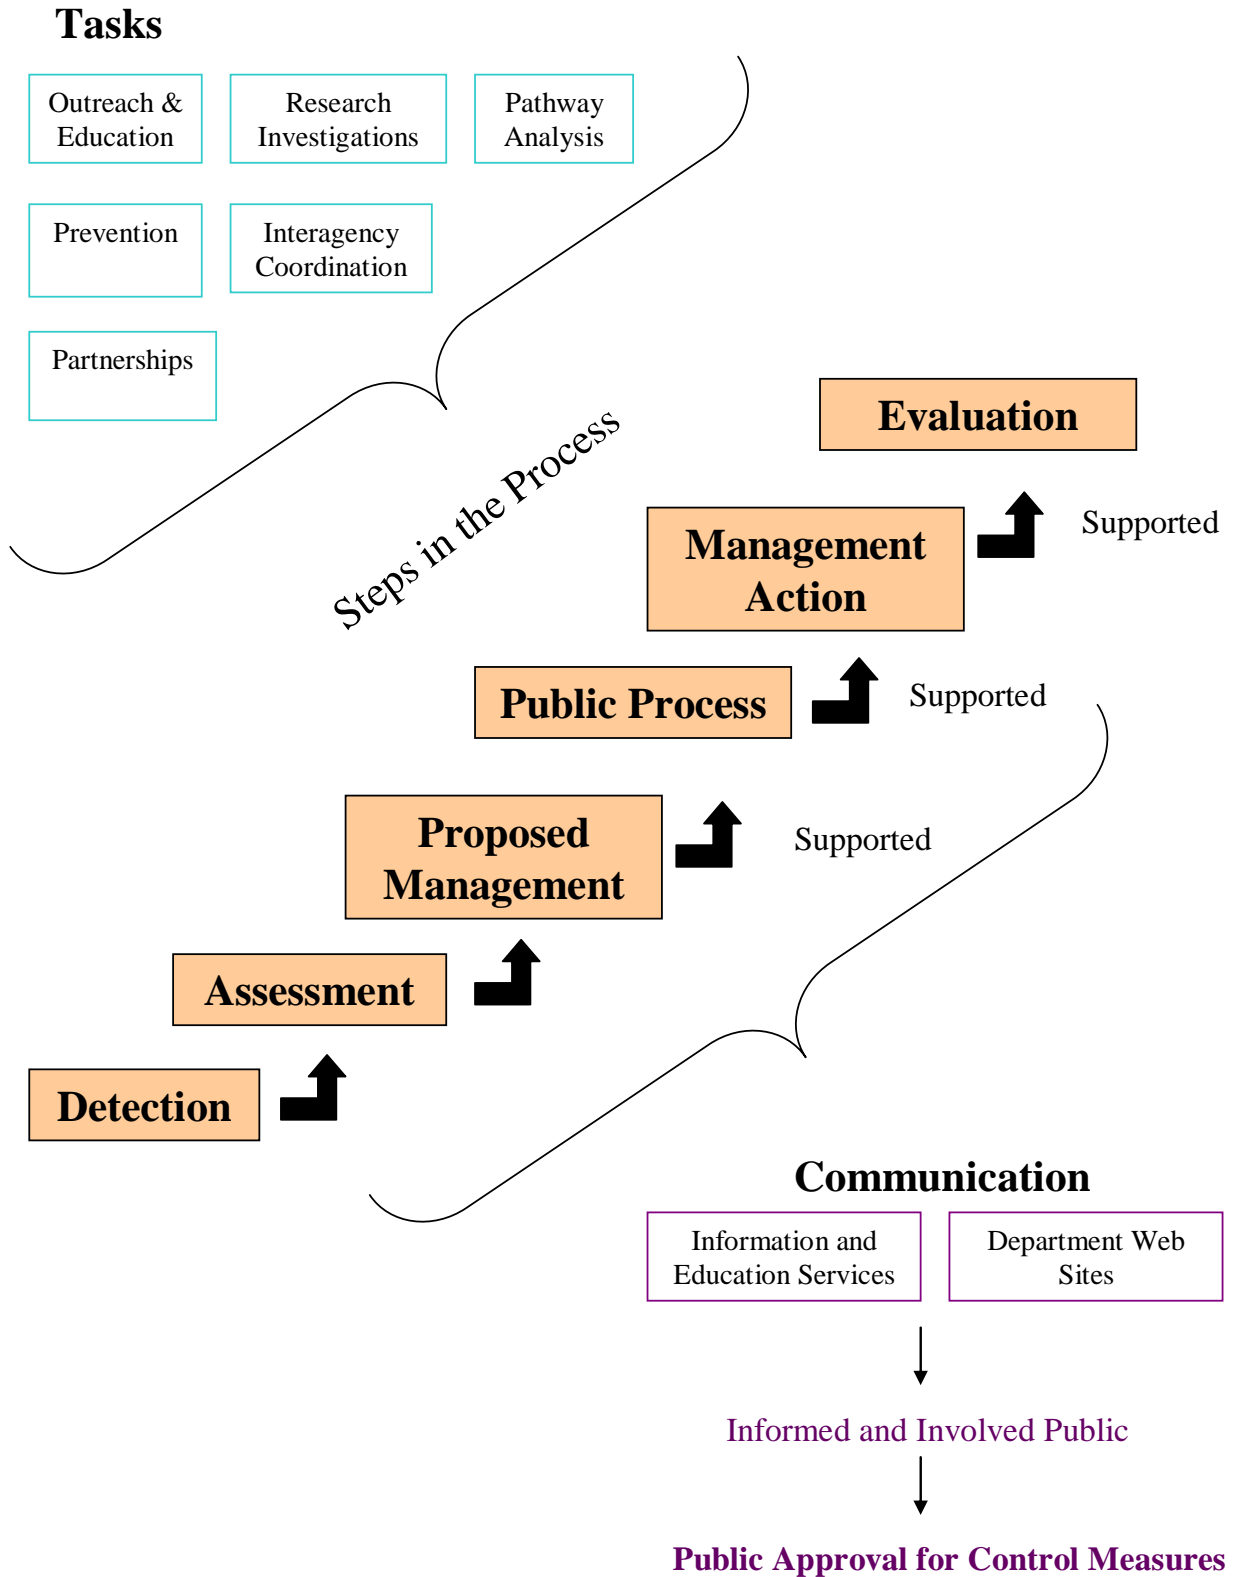 Tasks
Outreach &
Education
Research
Investigations
Pathway
Analysis
Prevention
Interagency
Coordination
Partnerships
Steps in the Process
Evaluation
Supported
Management
Action
Supported
Public Process
Supported
Proposed
Management
Assessment
Detection
Communication
Information and
Education Services
Department Web
Sites
Informed and Involved Public
Public Approval for Control Measures